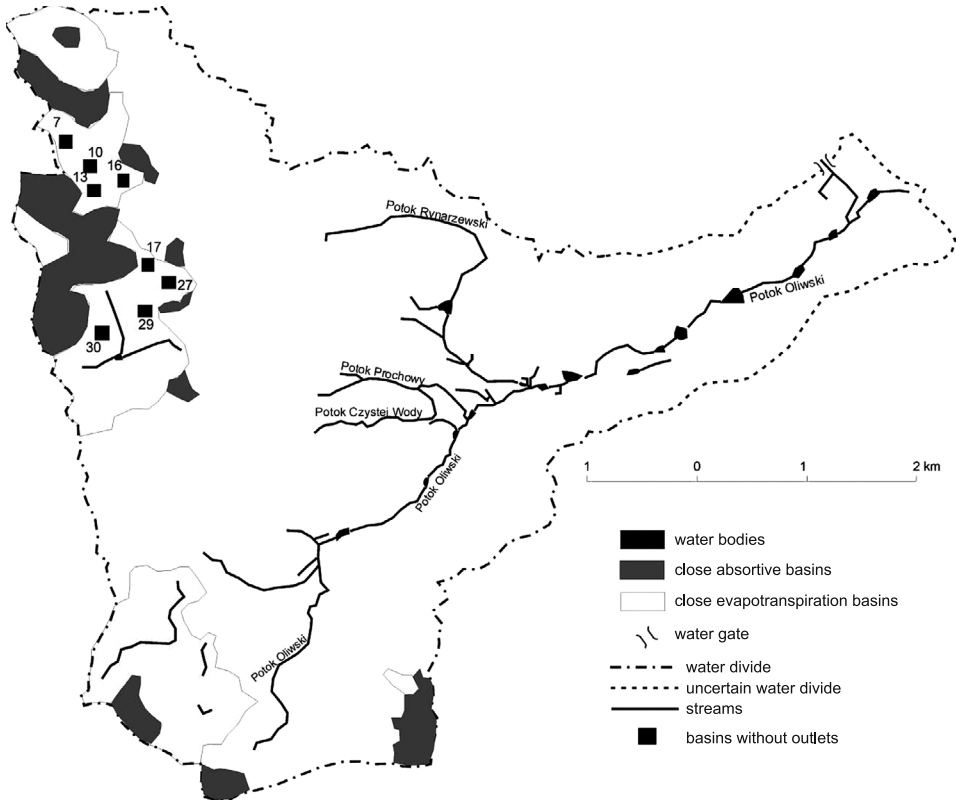 7
10
16
13
Potok Rynarzewski
17
27
Potok Oliwski
29
30
Potok Prochowy
Potok Czystej Wody
Potok Oliwski
1 0 1 2 km
water bodies
close absortive basins
close evapotranspiration basins
water gate
water divide
uncertain water divide
streams
basins without outlets
Potok Oliwski